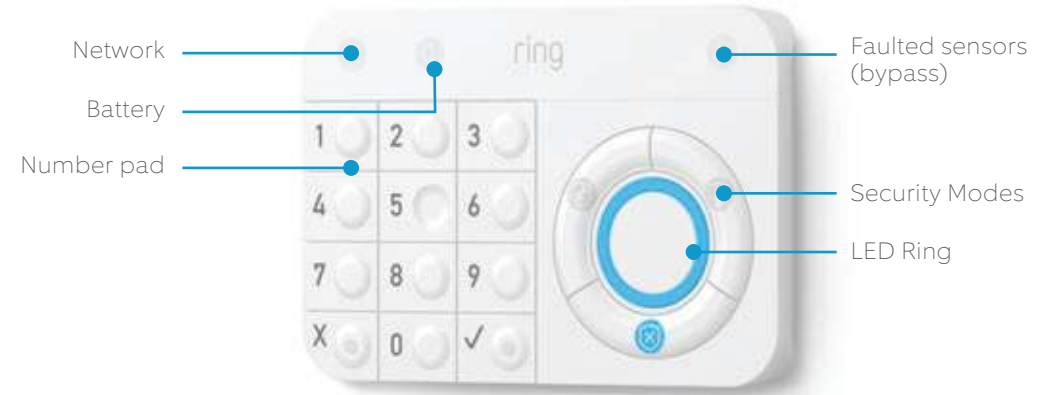 Network
Battery
Number pad
ring
1 2 3
4 5 6
7 8 9
X 0 ✓
Faulted sensors
(bypass)
Security Modes
LED Ring